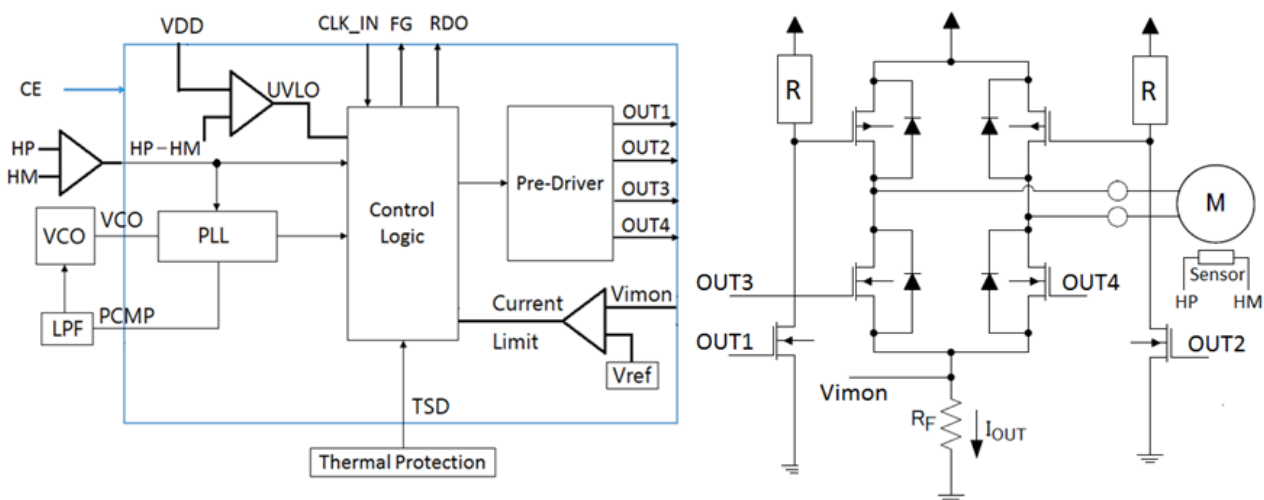 VDD
CLK_IN FG RDO
CE
UVLO
HP
HM
HP-HM
VCO
VCO
PLL
Control
Logic
Pre-Driver
OUT1
OUT2
OUT3
OUT4
LPF
PCMP
Current
Limit
Vimon
Vref
TSD
Thermal Protection
R
R
M
Sensor
HP
HM
OUT3
OUT4
OUT1
OUT2
Vimon
RF
IOUT